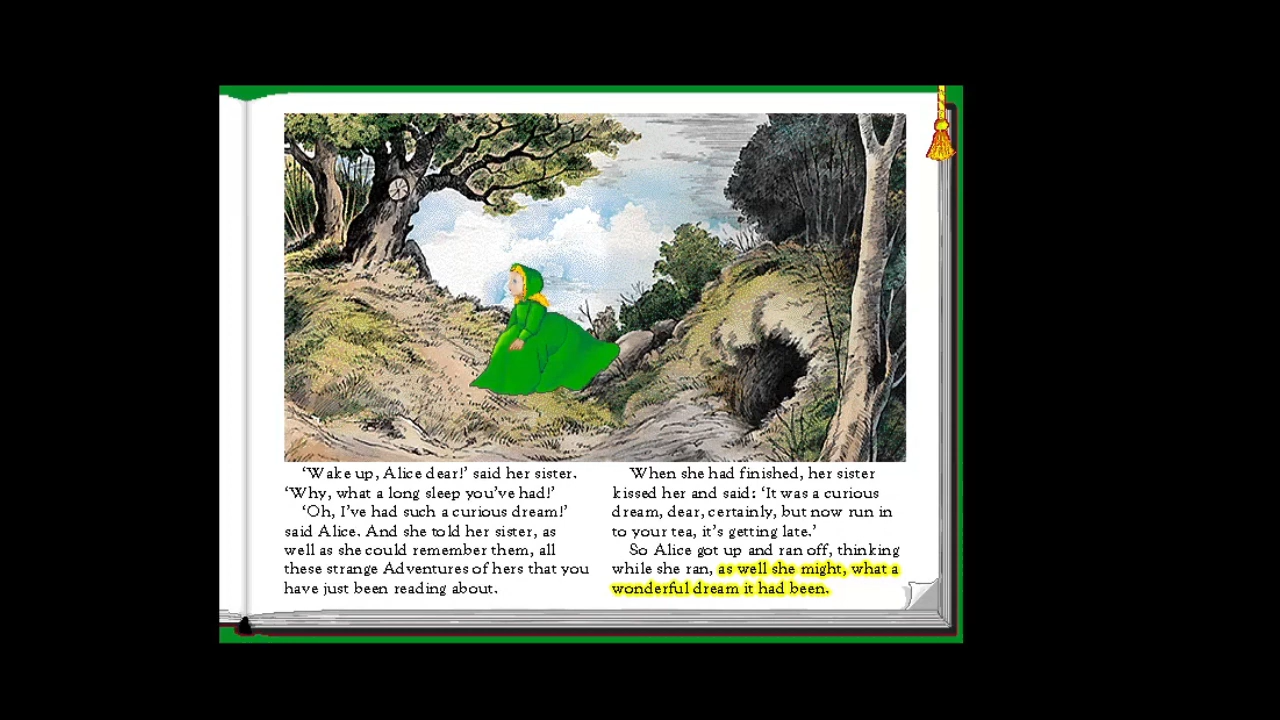 ‘Wake up, Alice dear!’ said her sister.
‘Why, what a long sleep you’ve had!’
‘Oh, I’ve had such a curious dream!’
said Alice. And she told her sister, as
well as she could remember them, all
these strange Adventures of hers that you
have just been reading about.
When she had finished, her sister
kissed her and said: ‘It was a curious
dream, dear, certainly, but now run in
to your tea, it’s getting late.’
So Alice got up and ran off, thinking
while she ran, as well she might, what a
wonderful dream it had been.